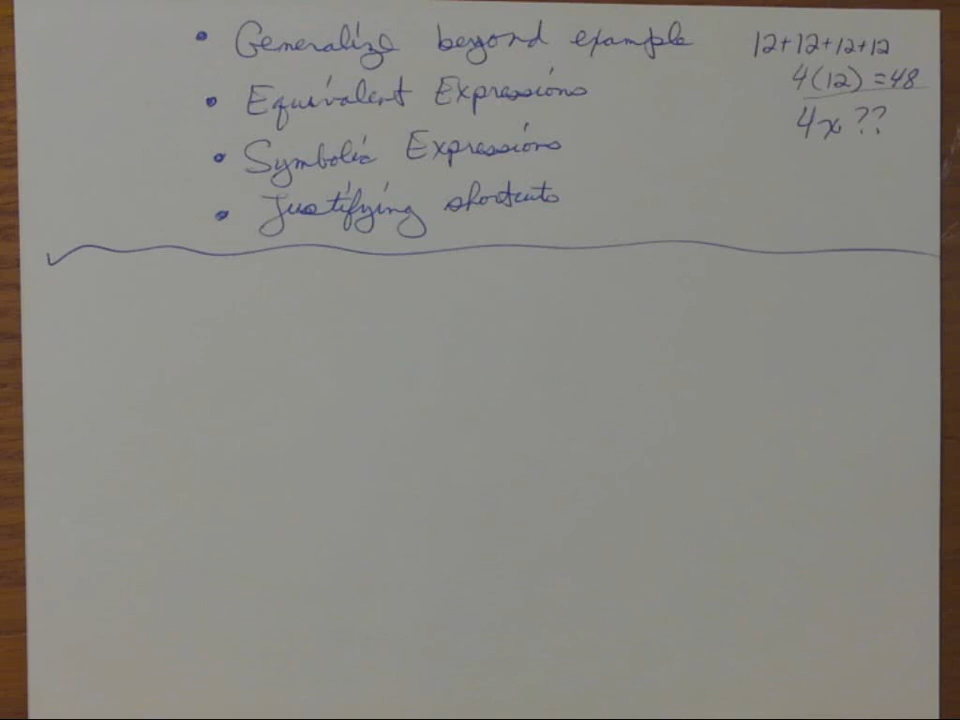 • Generalize beyond example
• Equivalent Expressions
• Symbolic Expressions
• Justifying shortcuts
12+12+12+12
4(12) = 48
4x ??